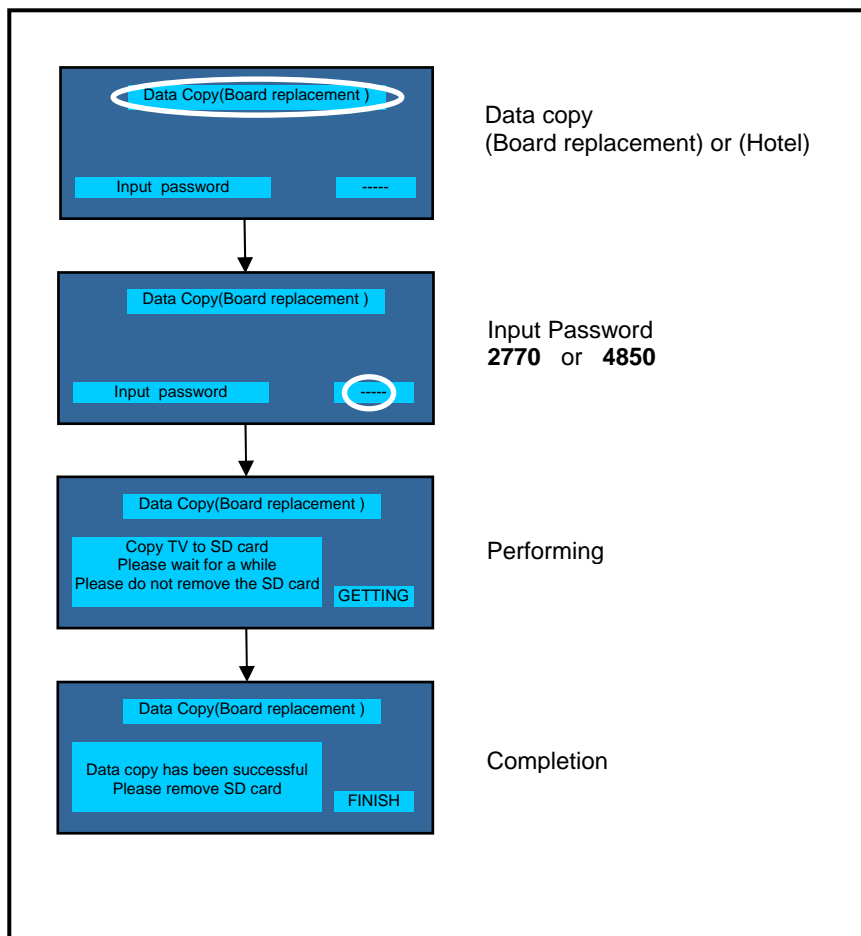 Data Copy(Board replacement )
Input  password
-----
Data copy
(Board replacement) or (Hotel)
Data Copy(Board replacement )
Input  password
-----
Input Password
2770   or   4850
Data Copy(Board replacement )
Copy TV to SD card
Please wait for a while
Please do not remove the SD card
GETTING
Performing
Data Copy(Board replacement )
Data copy has been successful
Please remove SD card
FINISH
Completion